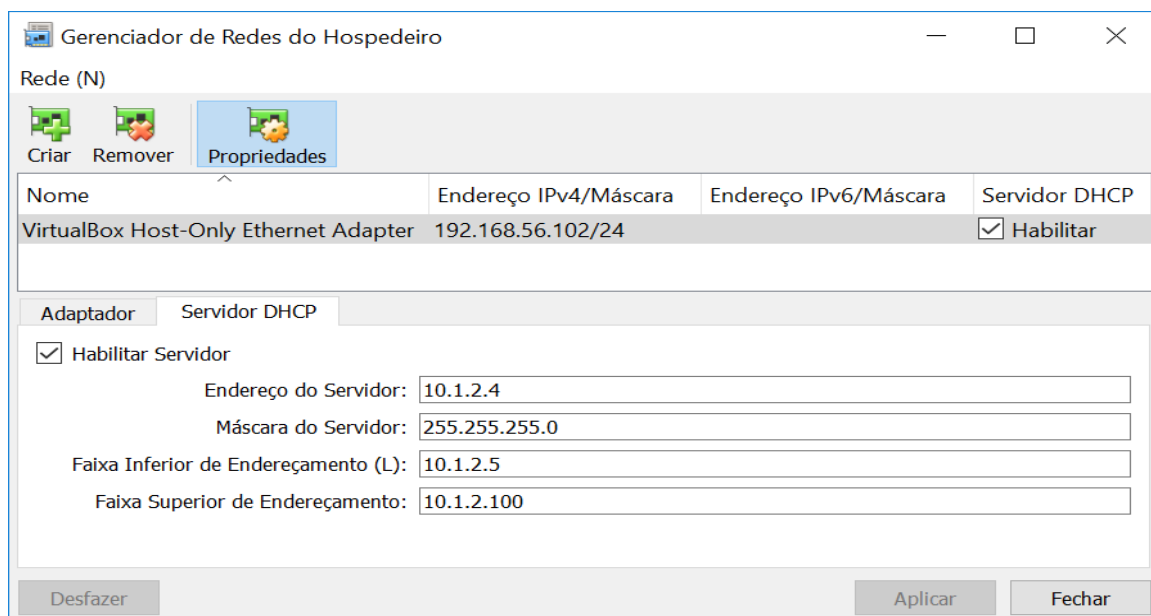 Gerenciador de Redes do Hospedeiro
Rede (N)
Criar Remover Propriedades
Nome Endereço IPv4/Máscara Endereço IPv6/Máscara Servidor DHCP
VirtualBox Host-Only Ethernet Adapter 192.168.56.102/24 Habilitar
Adaptador Servidor DHCP
Habilitar Servidor
Endereço do Servidor: 10.1.2.4
Máscara do Servidor: 255.255.255.0
Faixa Inferior de Endereçamento (L): 10.1.2.5
Faixa Superior de Endereçamento: 10.1.2.100
Desfazer Aplicar Fechar